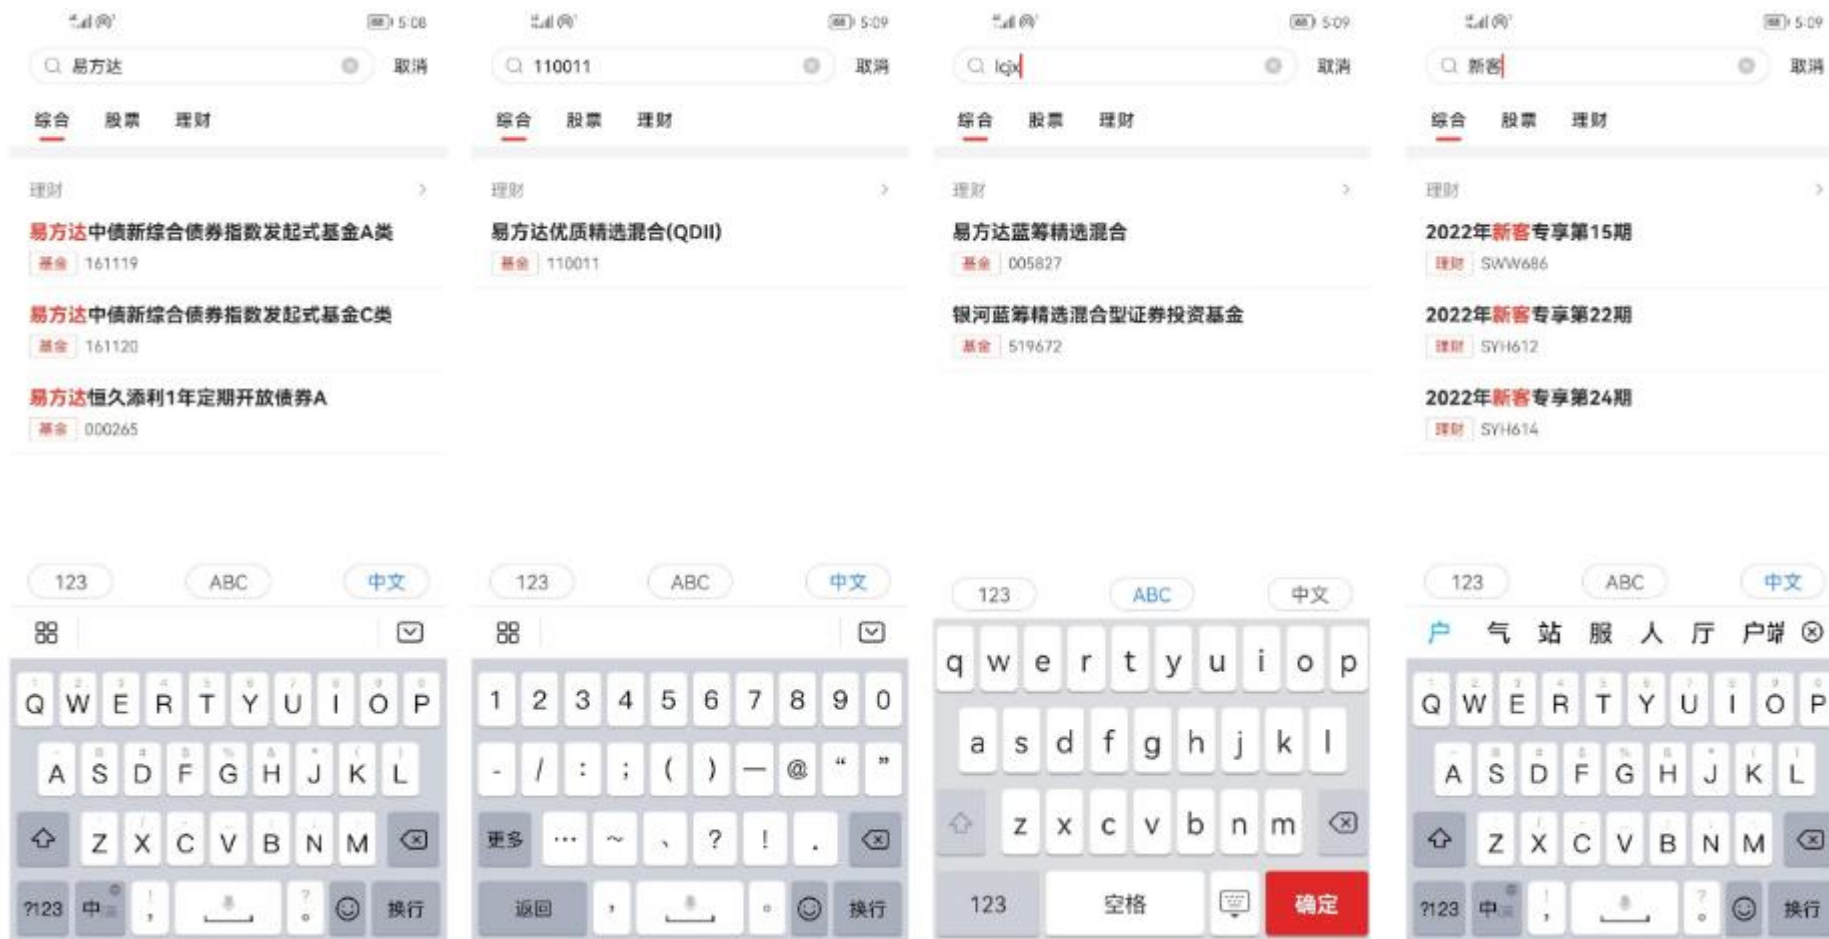 5:08
易方达 取消
综合 股票 理财
理财
易方达中债新综合债券指数发起式基金A类
基金 161119
易方达中债新综合债券指数发起式基金C类
基金 161120
易方达恒久添利1年定期开放债券A
基金 000265
123 ABC 中文
Q W E R T Y U I O P
A S D F G H J K L
Z X C V B N M
?123 中 , 。 换行
5:09
110011 取消
综合 股票 理财
理财
易方达优质精选混合(QDII)
基金 110011
123 ABC 中文
1 2 3 4 5 6 7 8 9 0
- / : ; ( ) — @ “ ”
更多 … ~ 、 ? ! .
返回 , 。 换行
5:09
lcjx 取消
综合 股票 理财
理财
易方达蓝筹精选混合
基金 005827
银河蓝筹精选混合型证券投资基金
基金 519672
123 ABC 中文
q w e r t y u i o p
a s d f g h j k l
z x c v b n m
123 空格 确定
5:09
新客 取消
综合 股票 理财
理财
2022年新客专享第15期
理财 SWW686
2022年新客专享第22期
理财 SYH612
2022年新客专享第24期
理财 SYH614
123 ABC 中文
户 气 站 服 人 厅 户端
Q W E R T Y U I O P
A S D F G H J K L
Z X C V B N M
?123 中 , 。 换行